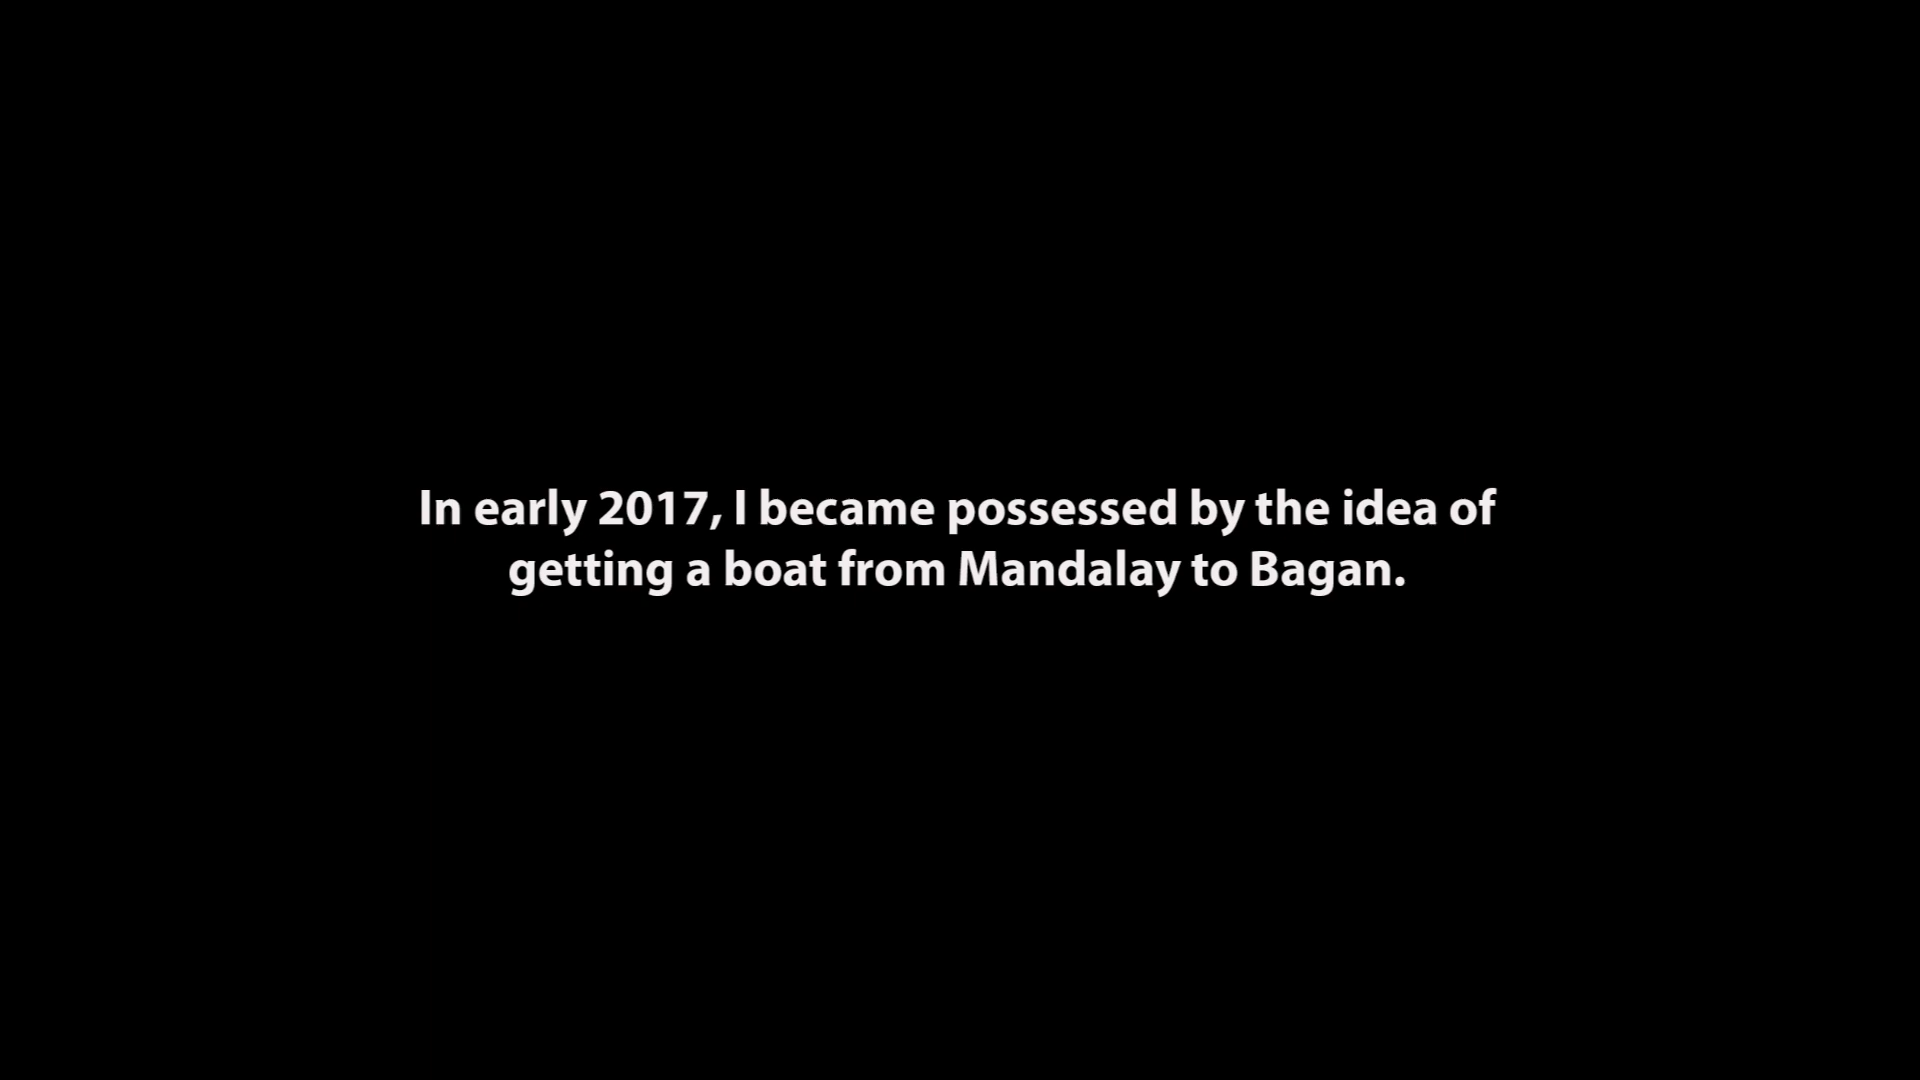 In early 2017, I became possessed by the idea of
getting a boat from Mandalay to Bagan.